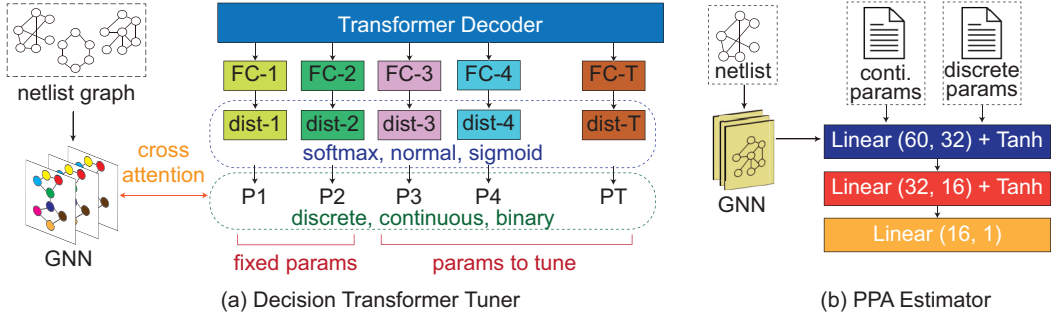 netlist graph
GNN
cross
attention
Transformer Decoder
FC-1 FC-2 FC-3 FC-4 FC-T
dist-1 dist-2 dist-3 dist-4 dist-T
softmax, normal, sigmoid
P1 P2 P3 P4 PT
discrete, continuous, binary
fixed params params to tune
(a) Decision Transformer Tuner
netlist
conti.
params
discrete
params
GNN
Linear (60, 32) + Tanh
Linear (32, 16) + Tanh
Linear (16, 1)
(b) PPA Estimator